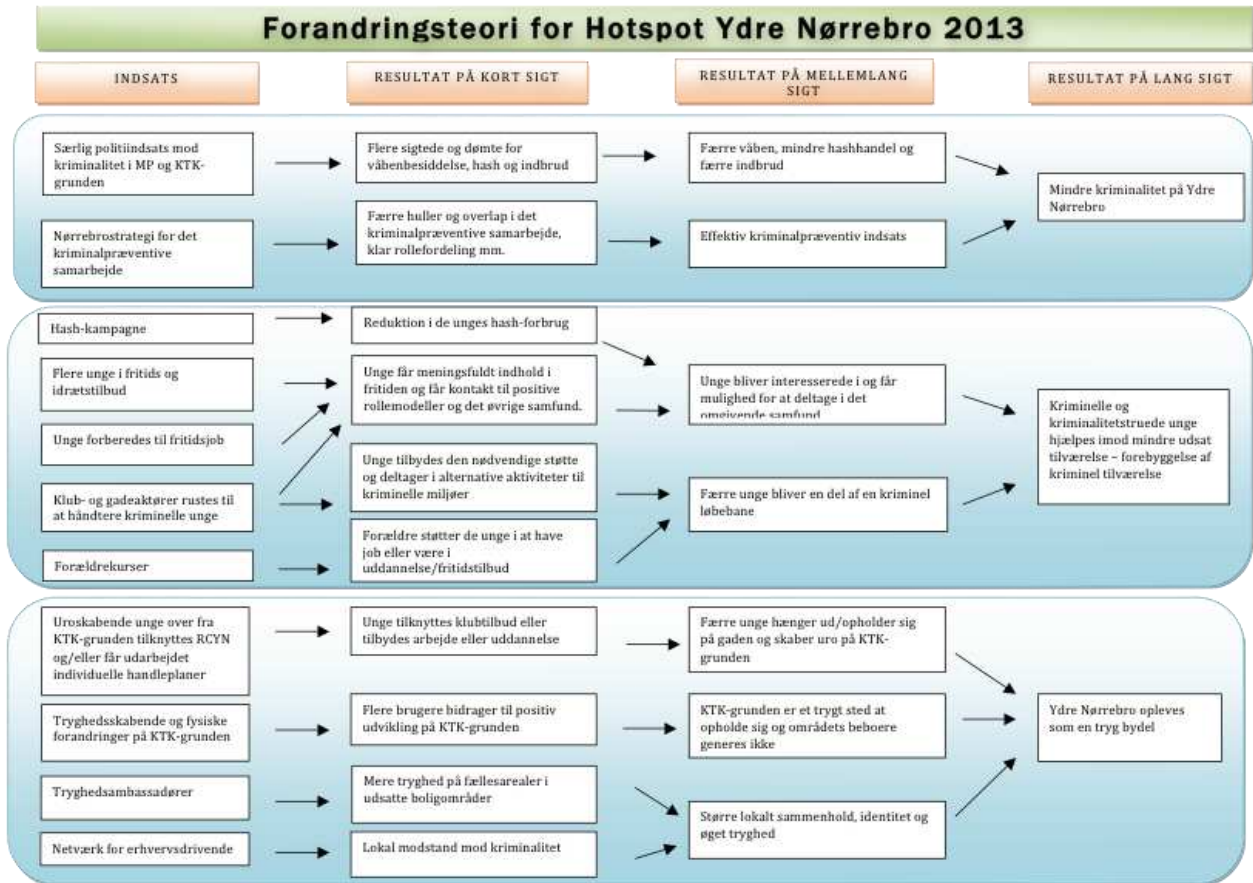 Forandringsteori for Hotspot Ydre Nørrebro 2013
INDSATS
RESULTAT PÅ KORT SIGT
RESULTAT PÅ MELLEMLANG
SIGT
RESULTAT PÅ LANG SIGT
Særlig politiindsats mod
kriminalitet i MP og KTK-
grunden
Flere sigtede og dømte for
våbenbesiddelse, hash og indbrud
Færre våben, mindre hashhandel og
færre indbrud
Mindre kriminalitet på Ydre
Nørrebro
Nørrebrostrategi for det
kriminalpræventive
samarbejde
Færre huller og overlap i det
kriminalpræventive samarbejde,
klar rollefordeling mm.
Effektiv kriminalpræventiv indsats
Hash-kampagne
Reduktion i de unges hash-forbrug
Flere unge i fritids og
idrætstilbud
Unge får meningsfuldt indhold i
fritiden og får kontakt til positive
rollemodeller og det øvrige samfund.
Unge bliver interesserede i og får
mulighed for at deltage i det
omgivende samfund
Kriminelle og
kriminalitetstruede unge
hjælpes imod mindre udsat
tilværelse – forebyggelse af
kriminel tilværelse
Unge forberedes til fritidsjob
Unge tilbydes den nødvendige støtte
og deltager i alternative aktiviteter til
kriminelle miljøer
Klub- og gadeaktører rustes til
at håndtere kriminelle unge
Færre unge bliver en del af en kriminel
løbebane
Forældrekurser
Forældre støtter de unge i at have
job eller være i
uddannelse/fritidstilbud
Uroskabende unge over fra
KTK-grunden tilknyttes RCYN
og/eller får udarbejdet
individuelle handleplaner
Unge tilknyttes klubtilbud eller
tilbydes arbejde eller uddannelse
Færre unge hænger ud/opholder sig
på gaden og skaber uro på KTK-
grunden
Tryghedsskabende og fysiske
forandringer på KTK-grunden
Flere brugere bidrager til positiv
udvikling på KTK-grunden
KTK-grunden er et trygt sted at
opholde sig og områdets beboere
generes ikke
Ydre Nørrebro opleves
som en tryg bydel
Tryghedsambassadører
Mere tryghed på fællesarealer i
udsatte boligområder
Større lokalt sammenhold, identitet og
øget tryghed
Netværk for erhvervsdrivende
Lokal modstand mod kriminalitet